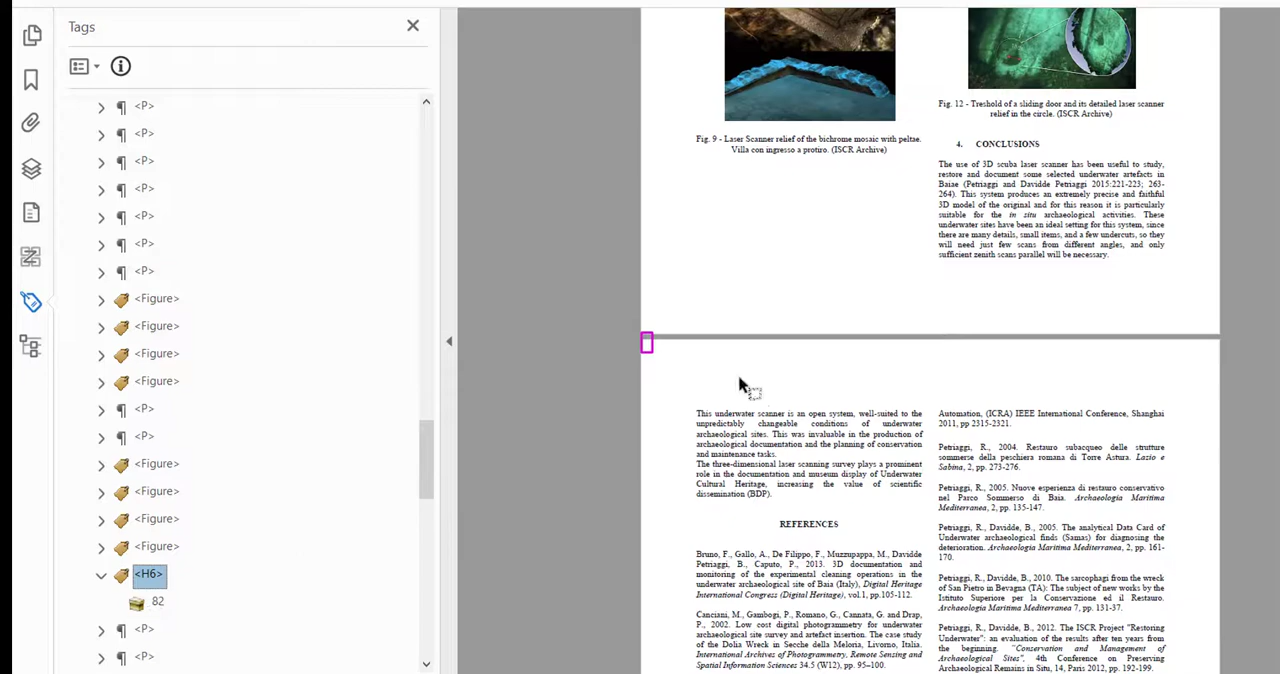 Tags
<P>
<P>
<P>
<P>
<P>
<P>
<P>
<Figure>
<Figure>
<Figure>
<Figure>
<P>
<P>
<Figure>
<Figure>
<Figure>
<Figure>
<H6>
82
<P>
<P>
Fig. 9 - Laser Scanner relief of the bichrome mosaic with peltae.
Villa con ingresso a protiro. (ISCR Archive)
Fig. 12 - Treshold of a sliding door and its detailed laser scanner
relief in the circle. (ISCR Archive)
4. CONCLUSIONS
The use of 3D scuba laser scanner has been useful to study,
restore and document some selected underwater artefacts in
Baiae (Petriaggi and Davidde Petriaggi 2015:221-223; 263-
264). This system produces an extremely precise and faithful
3D model of the original and for this reason it is particularly
suitable for the in situ archaeological activities. These
underwater sites have been an ideal setting for this system, since
there are many details, small items, and a few undercuts, so they
will need just few scans from different angles, and only
sufficient zenith scans parallel will be necessary.
This underwater scanner is an open system, well-suited to the
unpredictably changeable conditions of underwater
archaeological sites. This was invaluable in the production of
archaeological documentation and the planning of conservation
and maintenance tasks.
The three-dimensional laser scanning survey plays a prominent
role in the documentation and museum display of Underwater
Cultural Heritage, increasing the value of scientific
dissemination (BDP).
REFERENCES
Bruno, F., Gallo, A., De Filippo, F., Muzzupappa, M., Davidde
Petriaggi, B., Caputo, P., 2013. 3D documentation and
monitoring of the experimental cleaning operations in the
underwater archaeological site of Baia (Italy), Digital Heritage
International Congress (Digital Heritage), vol.1, pp.105-112.
Canciani, M., Gambogi, P., Romano, G., Cannata, G. and Drap,
P., 2002. Low cost digital photogrammetry for underwater
archaeological site survey and artefact insertion. The case study
of the Dolia Wreck in Secche della Meloria, Livorno, Italia.
International Archives of Photogrammetry, Remote Sensing and
Spatial Information Sciences 34.5 (W12), pp. 95–100.
Automation, (ICRA) IEEE International Conference, Shanghai
2011, pp 2315-2321.
Petriaggi, R., 2004. Restauro subacqueo delle strutture
sommerse della peschiera romana di Torre Astura. Lazio e
Sabina, 2, pp. 273-276.
Petriaggi, R., 2005. Nuove esperienza di restauro conservativo
nel Parco Sommerso di Baia. Archaeologia Maritima
Mediterranea, 2, pp. 135-147.
Petriaggi, R., Davidde, B., 2005. The analytical Data Card of
Underwater archaeological finds (Samas) for diagnosing the
deterioration. Archaeologia Maritima Mediterranea, 2, pp. 161-
170.
Petriaggi, R., Davidde, B., 2010. The sarcophagi from the wreck
of San Pietro in Bevagna (TA): The subject of new works by the
Istituto Superiore per la Conservazione ed il Restauro.
Archaeologia Maritima Mediterranea 7, pp. 131-37.
Petriaggi, R., Davidde, B., 2012. The ISCR Project "Restoring
Underwater": an evaluation of the results after ten years from
the beginning. "Conservation and Management of
Archaeological Sites", 4th Conference on Preserving
Archaeological Remains in Situ, 14, Paris 2012, pp. 192-199.